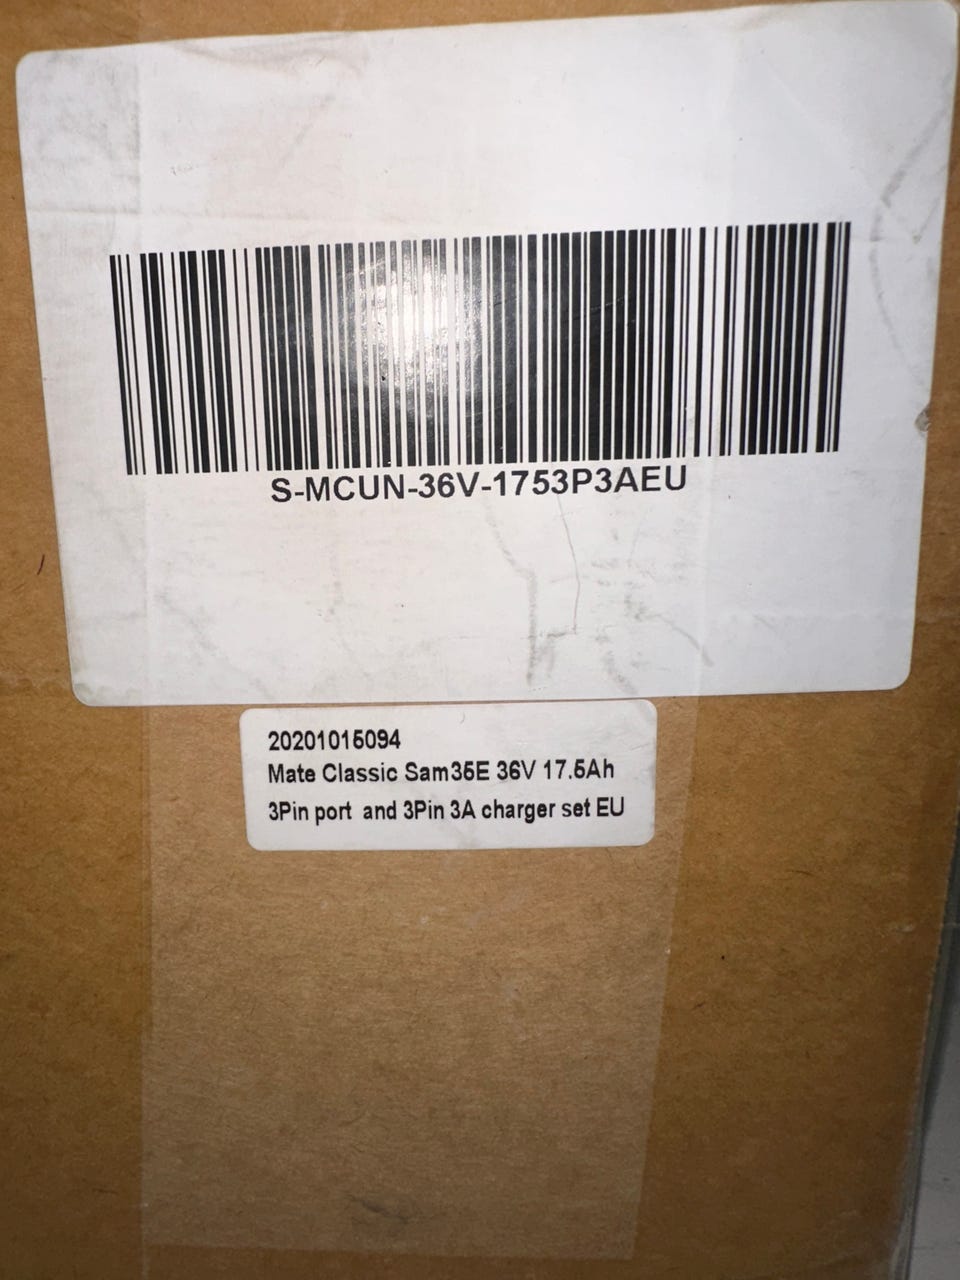 S-MCUN-36V-1753P3AEU
20201015094
Mate Classic Sam35E 36V 17.5Ah
3Pin port and 3Pin 3A charger set EU